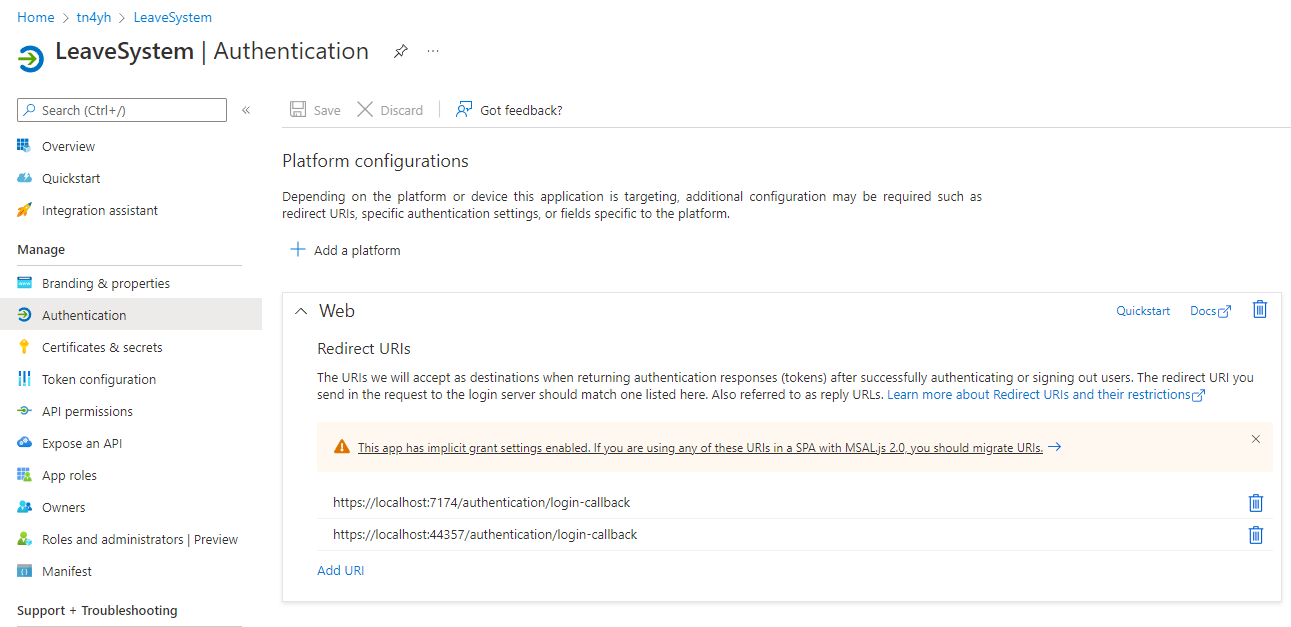 Home > tn4yh > LeaveSystem
LeaveSystem | Authentication
Search (Ctrl+/)
«
Save
Discard
Got feedback?
Overview
Quickstart
Integration assistant
Manage
Branding & properties
Authentication
Certificates & secrets
Token configuration
API permissions
Expose an API
App roles
Owners
Roles and administrators | Preview
Manifest
Support + Troubleshooting
Platform configurations
Depending on the platform or device this application is targeting, additional configuration may be required such as
redirect URIs, specific authentication settings, or fields specific to the platform.
Add a platform
Web
Quickstart
Docs
Redirect URIs
The URIs we will accept as destinations when returning authentication responses (tokens) after successfully authenticating or signing out users. The redirect URI you
send in the request to the login server should match one listed here. Also referred to as reply URLs. Learn more about Redirect URIs and their restrictions
This app has implicit grant settings enabled. If you are using any of these URIs in a SPA with MSAL.js 2.0, you should migrate URIs.
https://localhost:7174/authentication/login-callback
https://localhost:44357/authentication/login-callback
Add URI